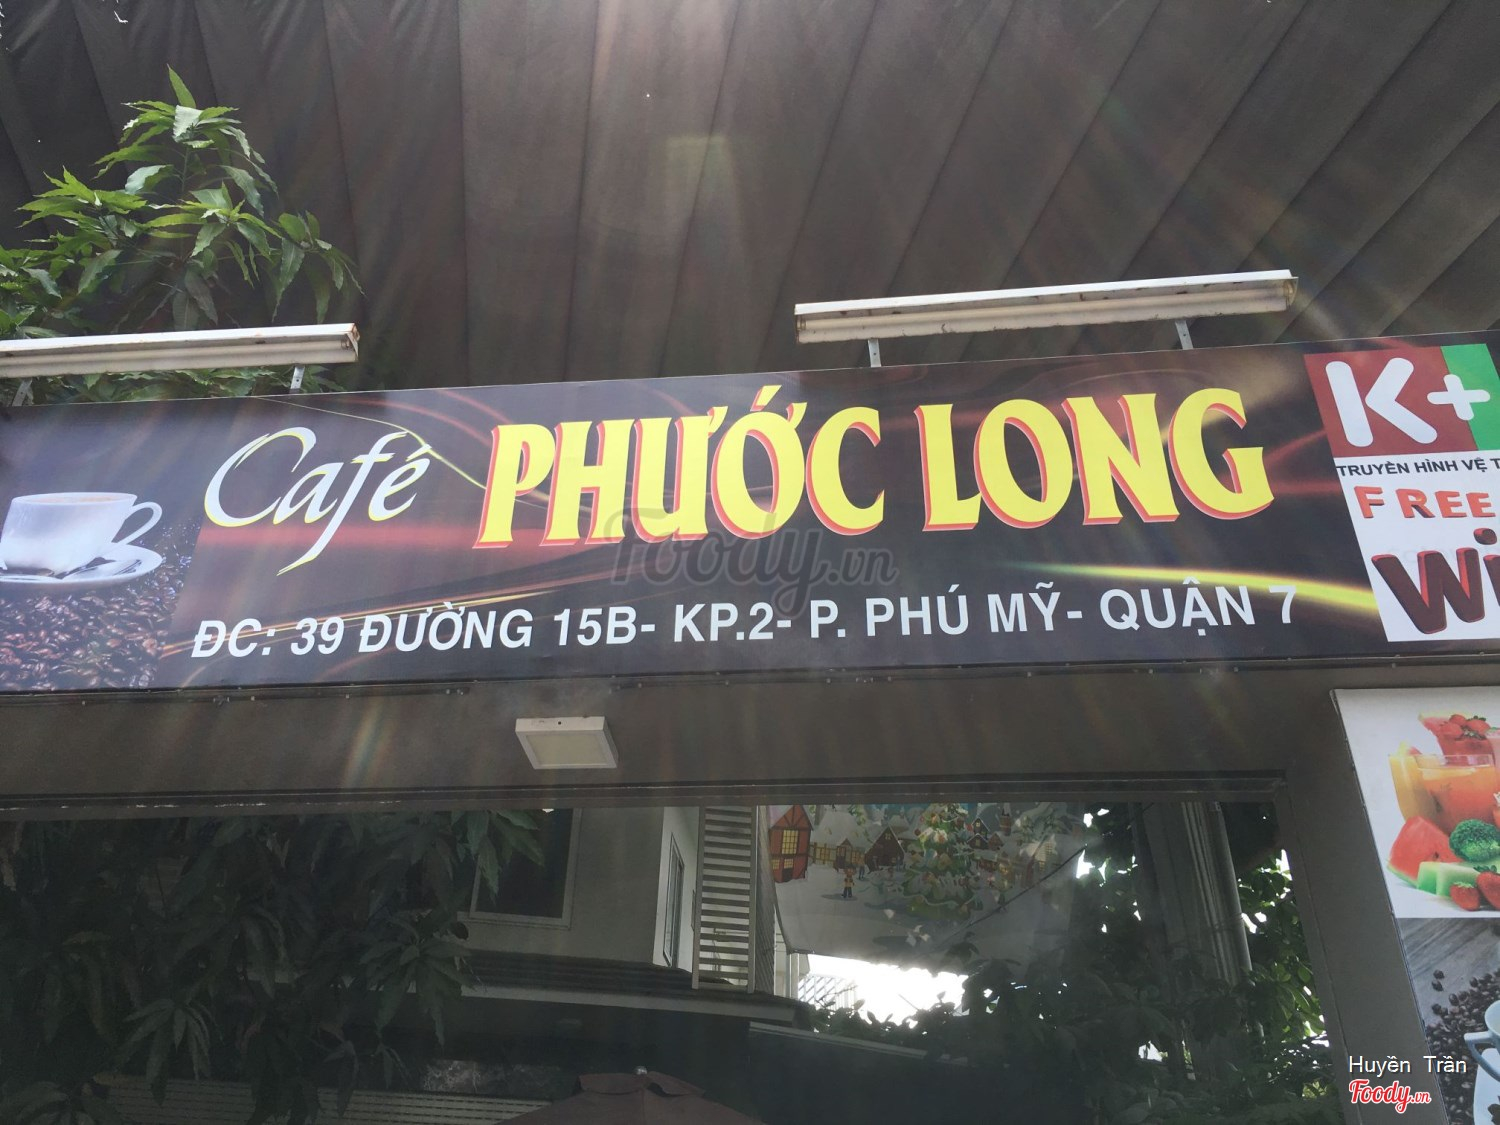 Café PHƯỚC LONG
ĐC: 39 ĐƯỜNG 15B- KP.2- P. PHÚ MỸ- QUẬN 7
K+
TRUYỀN HÌNH VỆ
FREE
Foody.vn
Huyền Trần
Foody.vn